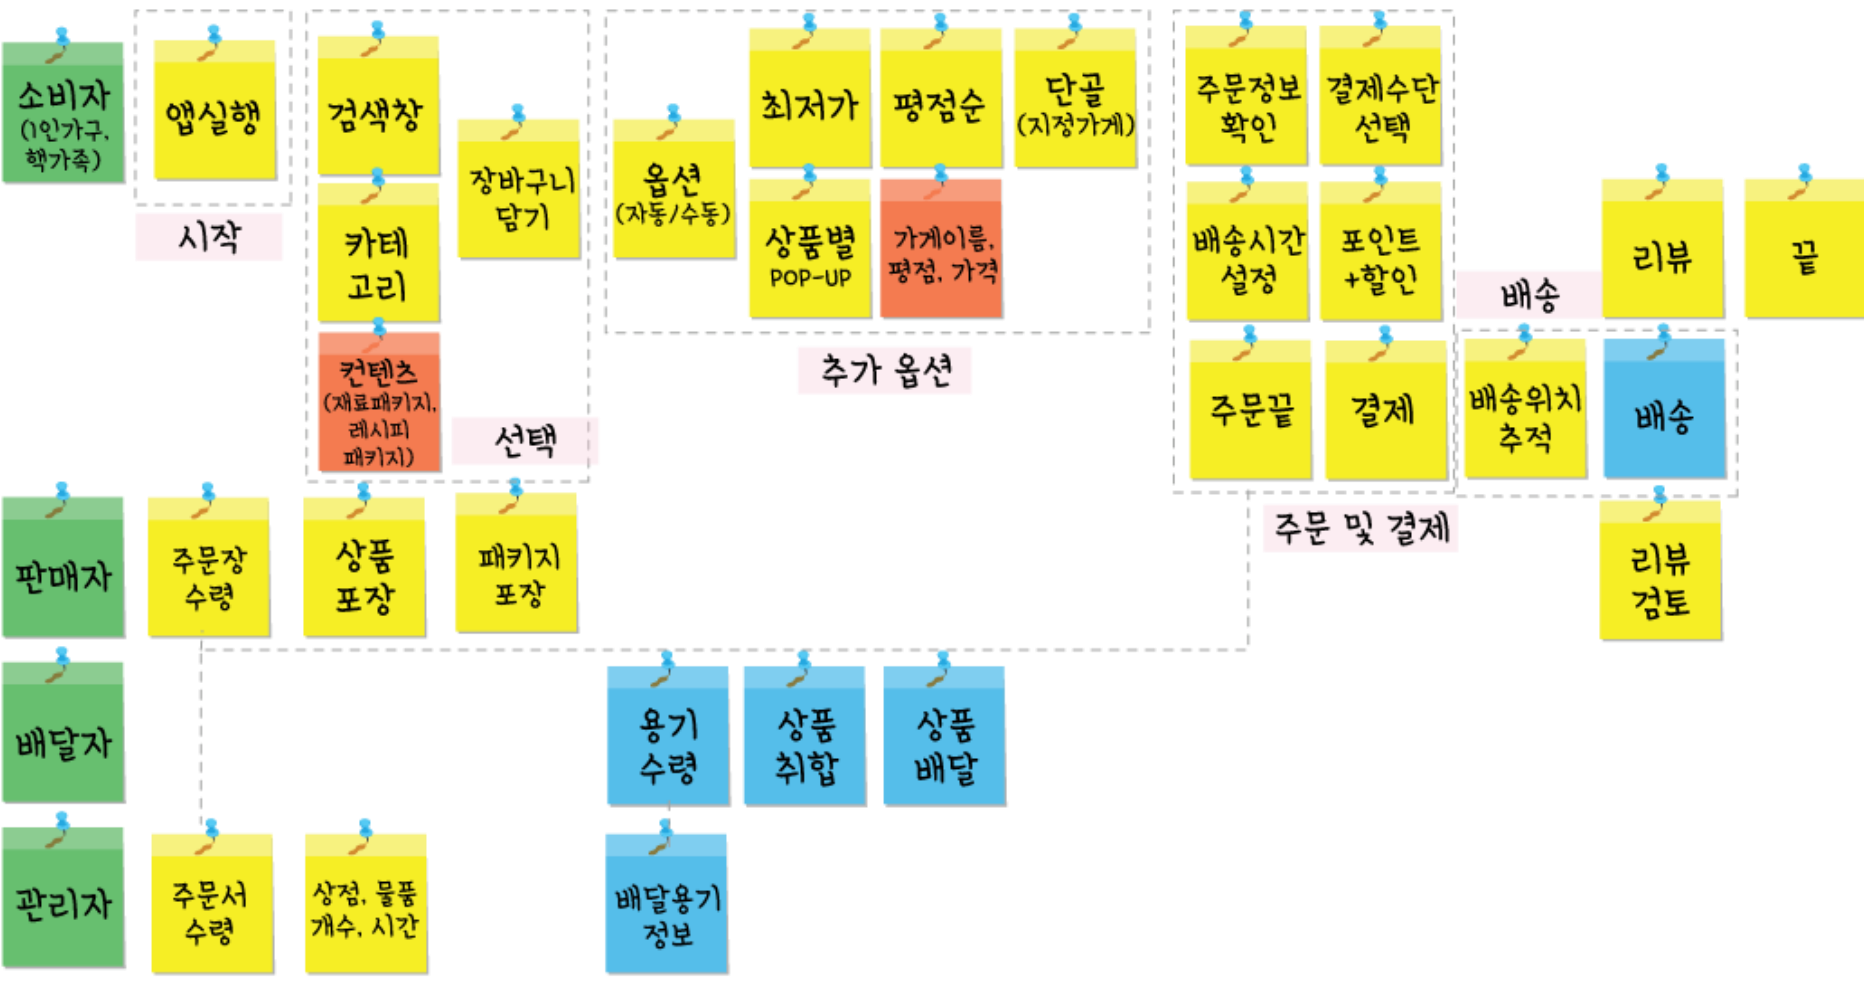 소비자
(1인가구,
핵가족)
앱실행
시작
검색창
카테
고리
컨텐츠
(재료패키지,
레시피
패키지)
장바구니
담기
선택
옵션
(자동/수동)
최저가
평점순
단골
(지정가게)
상품별
POP-UP
가게이름,
평점, 가격
추가 옵션
주문정보
확인
결제수단
선택
배송시간
설정
포인트
+할인
주문끝
결제
주문 및 결제
배송
배송위치
추적
배송
리뷰
끝
판매자
주문장
수령
상품
포장
패키지
포장
리뷰
검토
배달자
용기
수령
상품
취합
상품
배달
관리자
주문서
수령
상점, 물품
개수, 시간
배달용기
정보